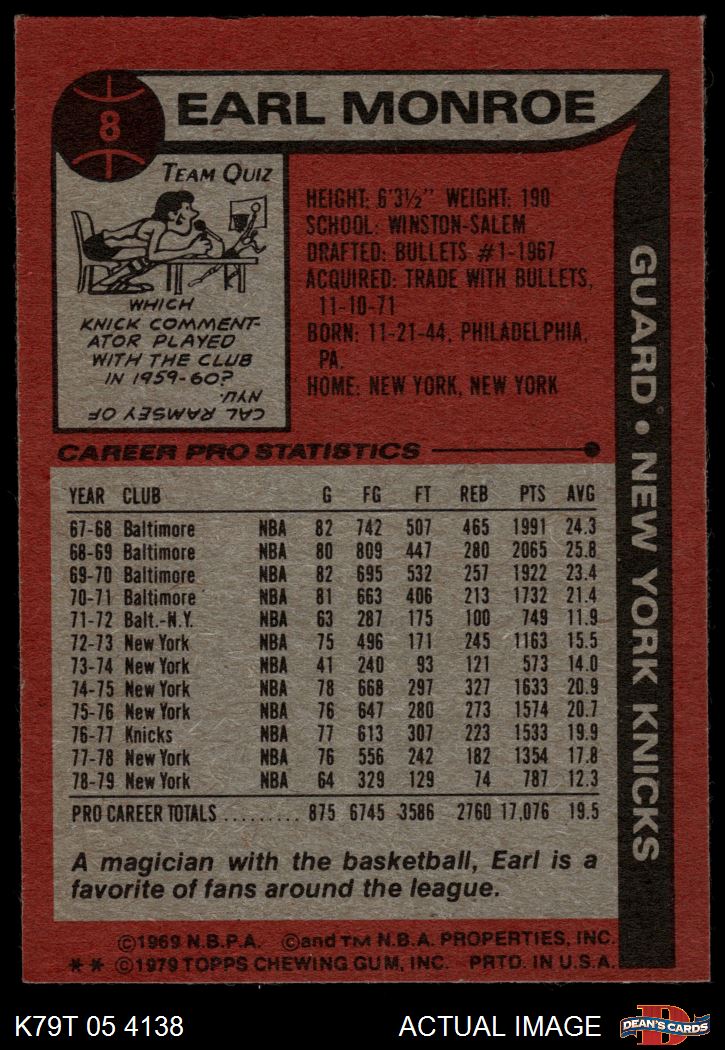 8
EARL MONROE
TEAM QUIZ
WHICH
KNICK COMMENT-
ATOR PLAYED
WITH THE CLUB
IN 1959-60?
CAL RAMSEY OF
NYU.
HEIGHT: 6'3½" WEIGHT: 190
SCHOOL: WINSTON-SALEM
DRAFTED: BULLETS #1-1967
ACQUIRED: TRADE WITH BULLETS,
11-10-71
BORN: 11-21-44, PHILADELPHIA,
PA.
HOME: NEW YORK, NEW YORK
GUARD • NEW YORK KNICKS
CAREER PRO STATISTICS
YEAR CLUB G FG FT REB PTS AVG
67-68 Baltimore NBA 82 742 507 465 1991 24.3
68-69 Baltimore NBA 80 809 447 280 2065 25.8
69-70 Baltimore NBA 82 695 532 257 1922 23.4
70-71 Baltimore NBA 81 663 406 213 1732 21.4
71-72 Balt.-N.Y. NBA 63 287 175 100 749 11.9
72-73 New York NBA 75 496 171 245 1163 15.5
73-74 New York NBA 41 240 93 121 573 14.0
74-75 New York NBA 78 668 297 327 1633 20.9
75-76 New York NBA 76 647 280 273 1574 20.7
76-77 Knicks NBA 77 613 307 223 1533 19.9
77-78 New York NBA 76 556 242 182 1354 17.8
78-79 New York NBA 64 329 129 74 787 12.3
PRO CAREER TOTALS ......... 875 6745 3586 2760 17,076 19.5
A magician with the basketball, Earl is a
favorite of fans around the league.
©1969 N.B.P.A. ©and TM N.B.A. PROPERTIES, INC.
** ©1979 TOPPS CHEWING GUM, INC. PRTD. IN U.S.A.
K79T 05 4138 ACTUAL IMAGE
D
DEAN'S CARDS